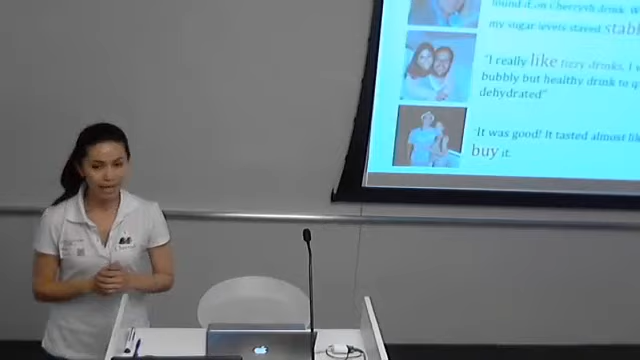 found it on Cherrysh drink. W
my sugar levels stayed stabl
"I really like fizzy drinks, I
bubbly but healthy drink to q
dehydrated"
"It was good! It tasted almost lik
buy it.